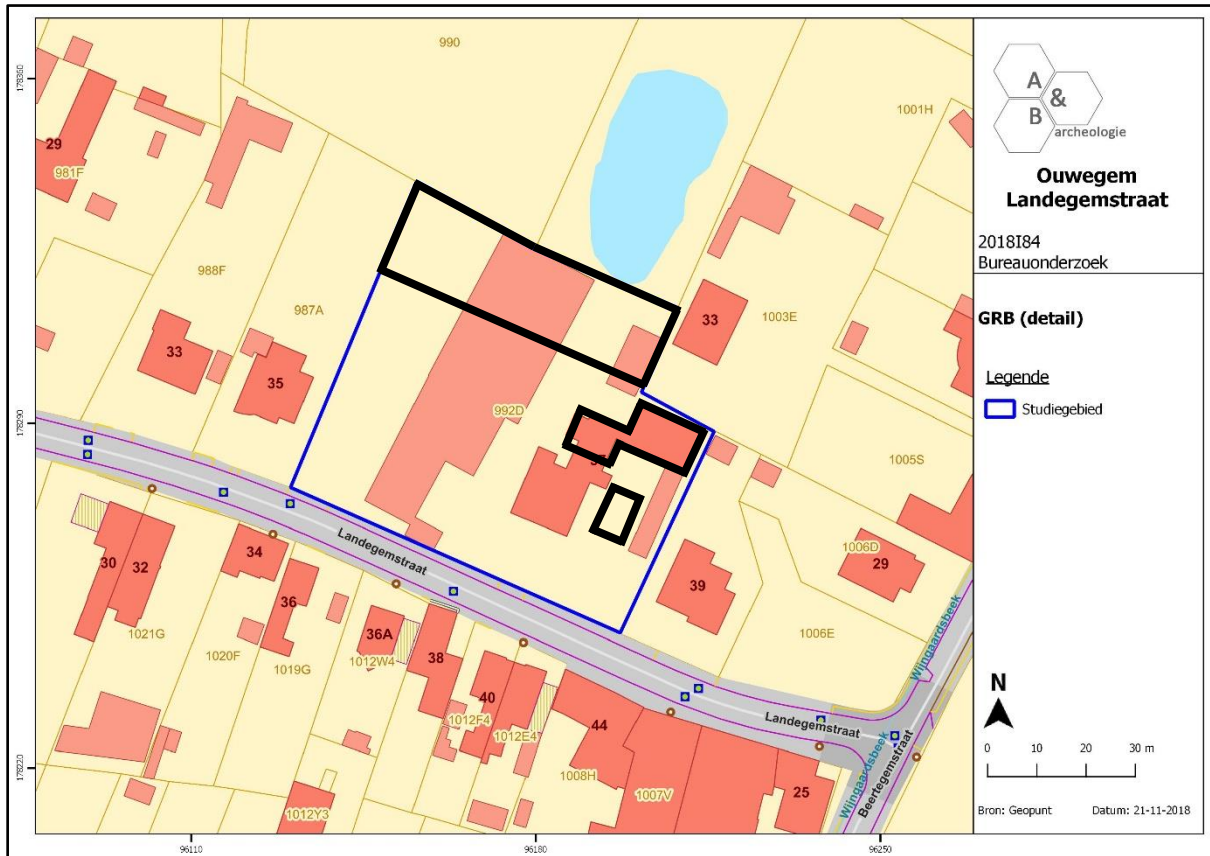 178360
178290
178220
96110
96180
96250
990
1001H
29
981F
988F
987A
33
1003E
33
35
992D
1005S
39
1006D
29
1006E
Landegemstraat
30
32
34
36
36A
38
40
44
25
1021G
1020F
1019G
1012W4
1012F4
1012E4
1008H
1007V
1012Y3
Landegemstraat
Wijngaardsbeek
Wijngaardsbeek
Beertegemstraat
A
&
B
archeologie
Ouwegem
Landegemstraat
2018I84
Bureauonderzoek
GRB (detail)
Legende
Studiegebied
N
0 10 20 30 m
Bron: Geopunt Datum: 21-11-2018